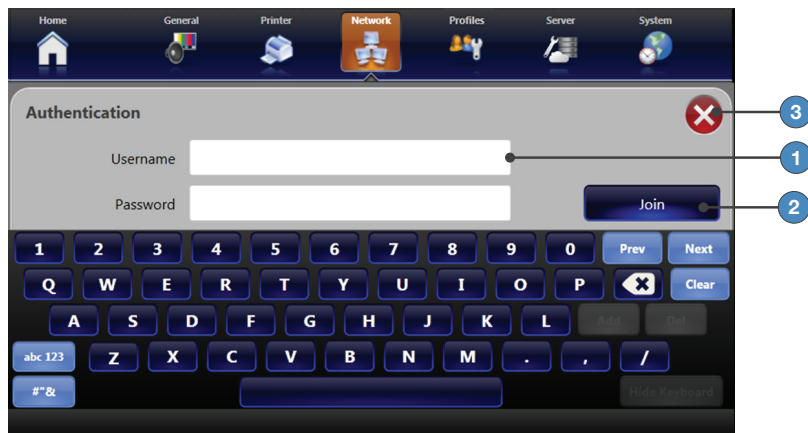 Home General Printer Network Profiles Server System
Authentication
3
Username
1
Password
Join
2
1 2 3 4 5 6 7 8 9 0 Prev Next
Q W E R T Y U I O P Clear
A S D F G H J K L Add Del
abc 123 Z X C V B N M . , /
#"& Hide Keyboard